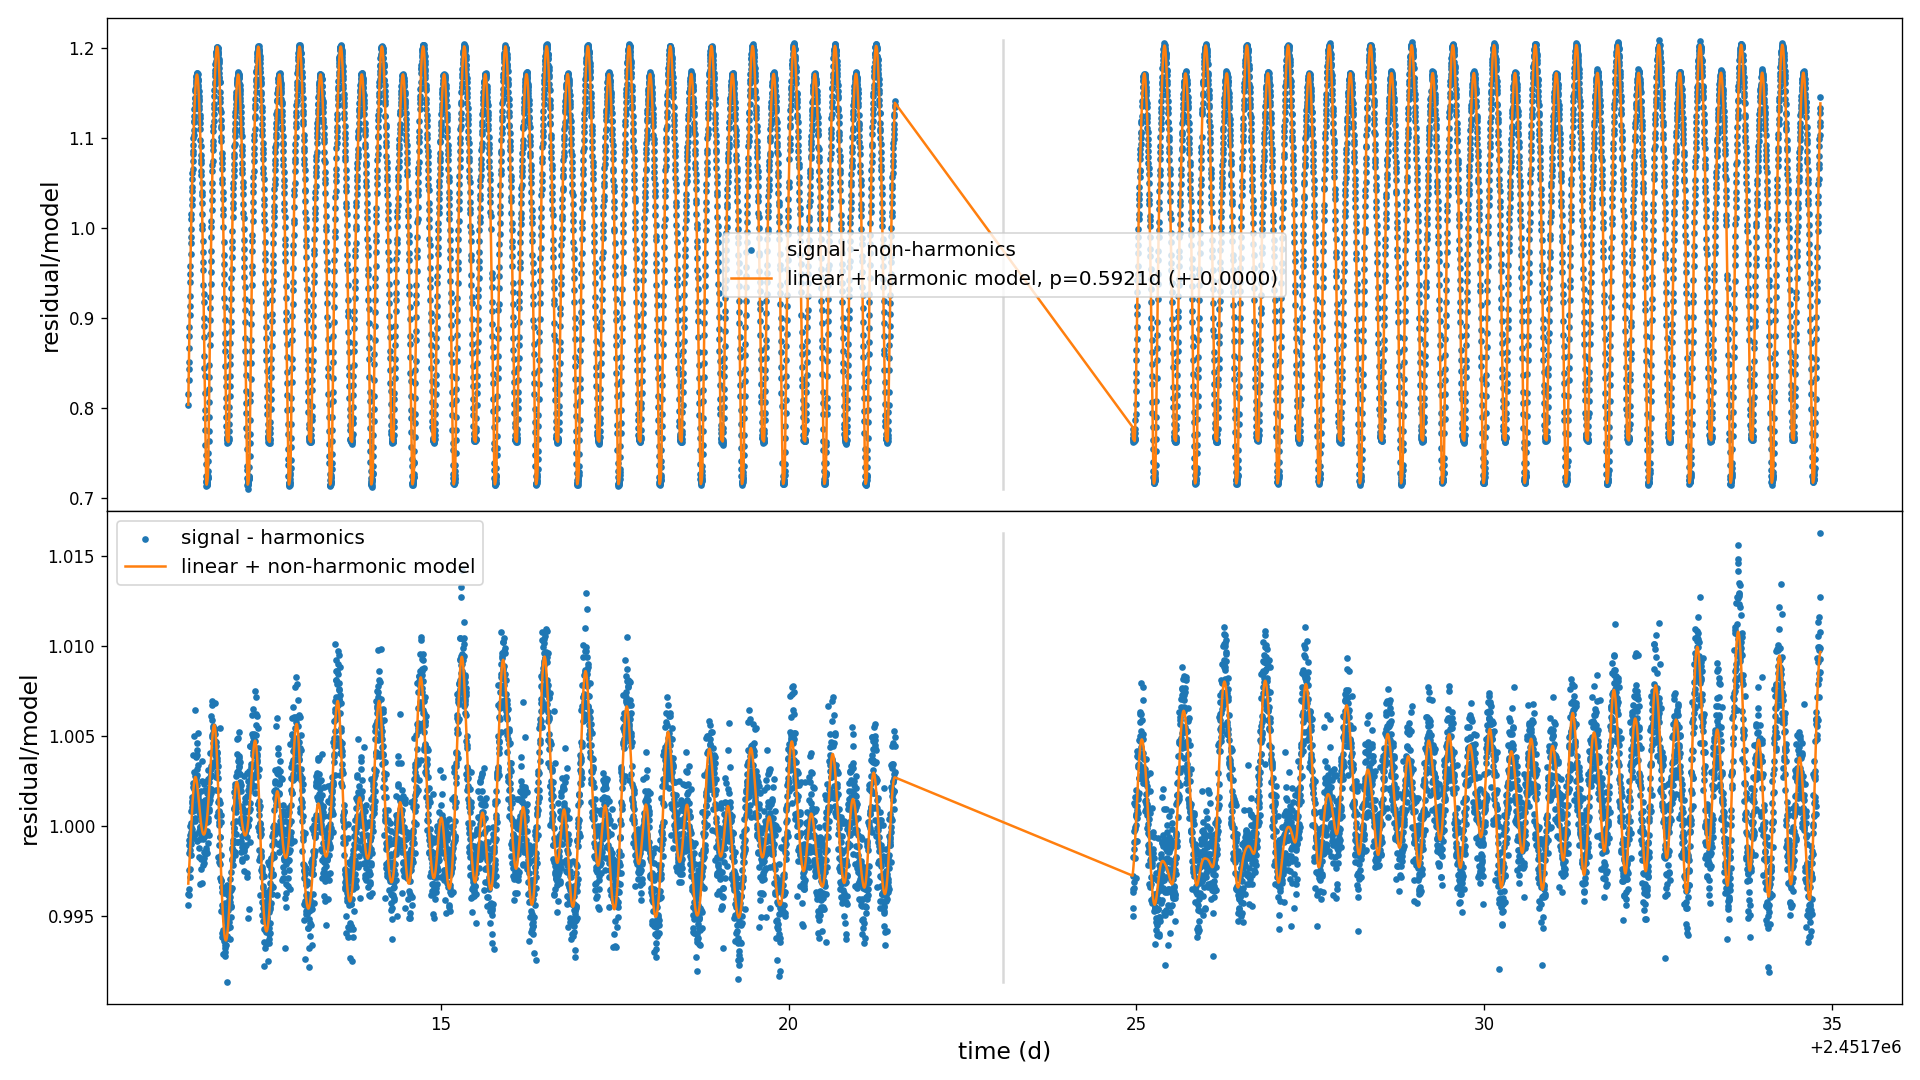 1.2
1.1
1.0
0.9
0.8
0.7
residual/model
signal - non-harmonics
linear + harmonic model, p=0.5921d (+-0.0000)
signal - harmonics
linear + non-harmonic model
1.015
1.010
1.005
1.000
0.995
residual/model
15
20
25
30
35
time (d)
+2.4517e6